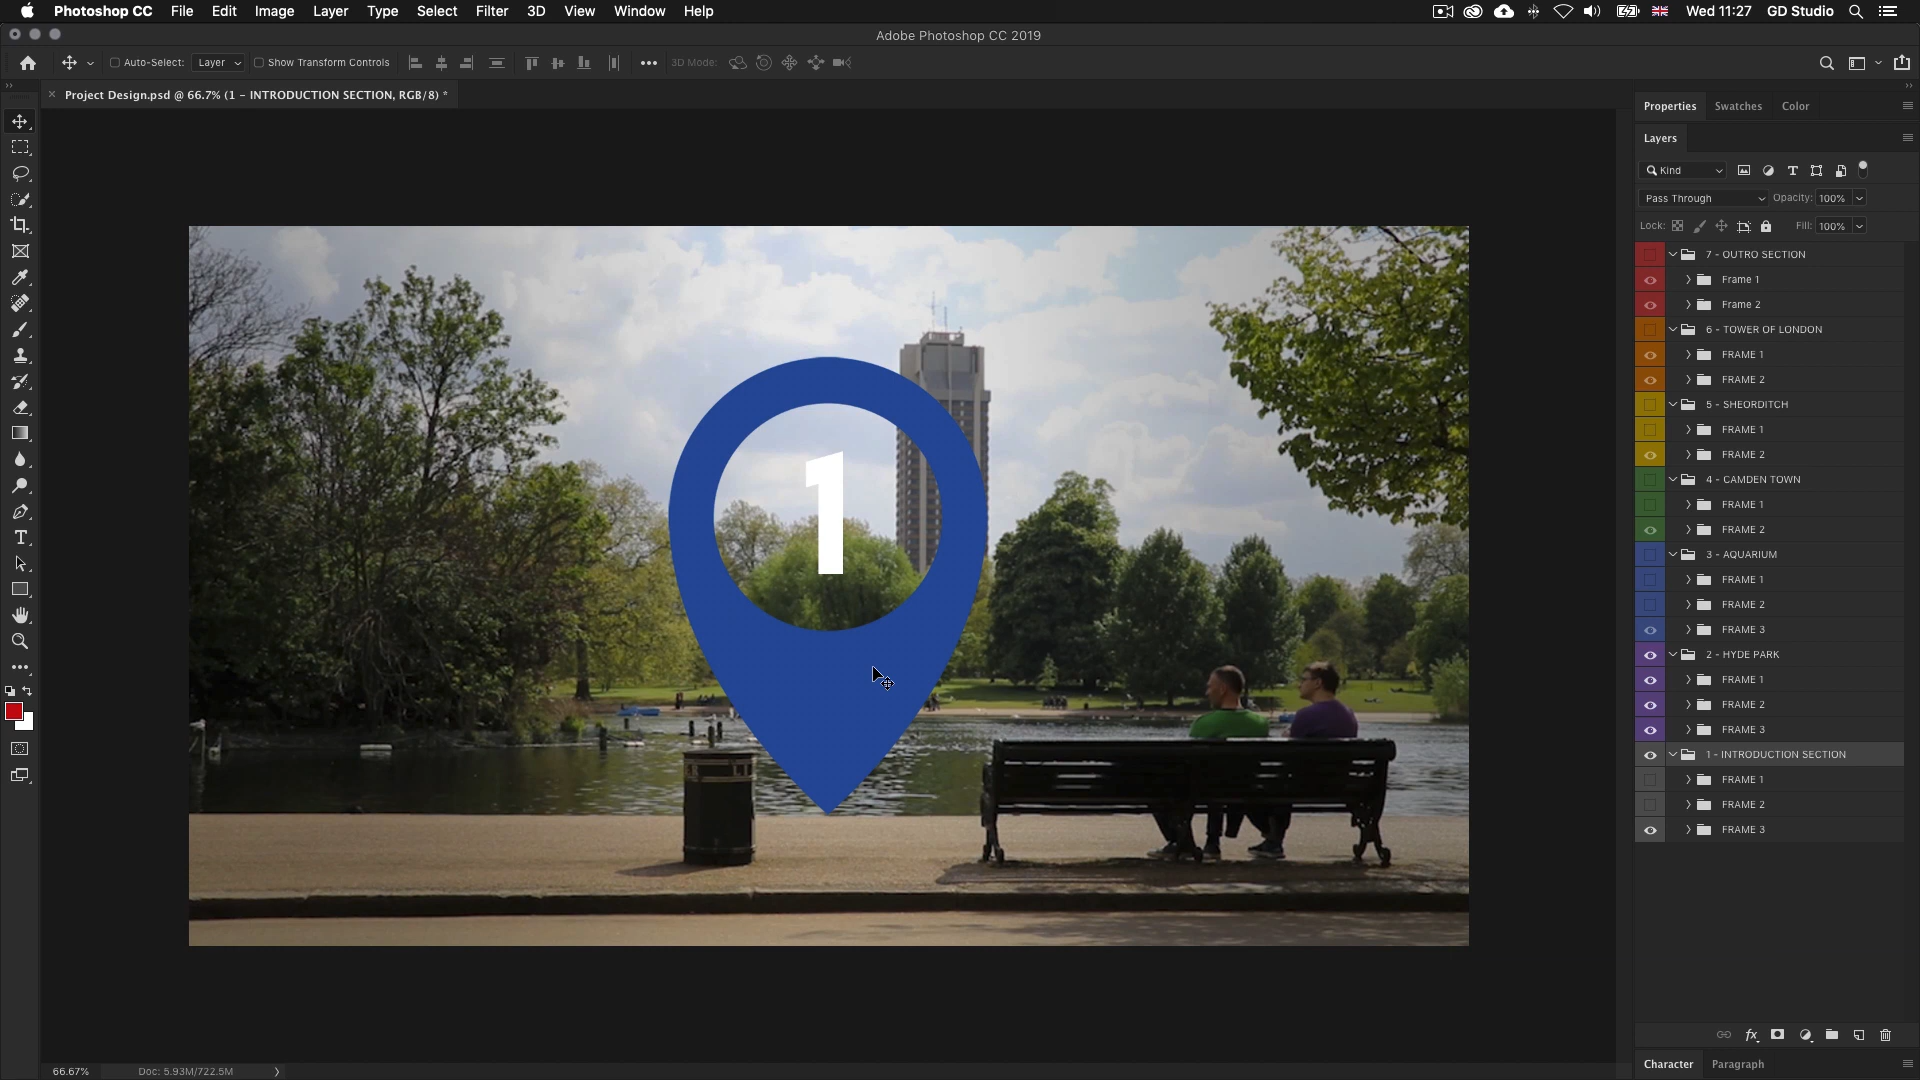 Photoshop CC File Edit Image Layer Type Select Filter 3D View Window Help Wed 11:27 GD Studio
Adobe Photoshop CC 2019
Auto-Select: Layer Show Transform Controls 3D Mode:
Project Design.psd @ 66.7% (1 - INTRODUCTION SECTION, RGB/8) *
Properties Swatches Color
Layers
Kind
Pass Through Opacity: 100%
Lock: Fill: 100%
7 - OUTRO SECTION
Frame 1
Frame 2
6 - TOWER OF LONDON
FRAME 1
FRAME 2
5 - SHEORDITCH
FRAME 1
FRAME 2
4 - CAMDEN TOWN
FRAME 1
FRAME 2
3 - AQUARIUM
FRAME 1
FRAME 2
FRAME 3
2 - HYDE PARK
FRAME 1
FRAME 2
FRAME 3
1 - INTRODUCTION SECTION
FRAME 1
FRAME 2
FRAME 3
1
fx
Character Paragraph
66.67% Doc: 5.93M/722.5M